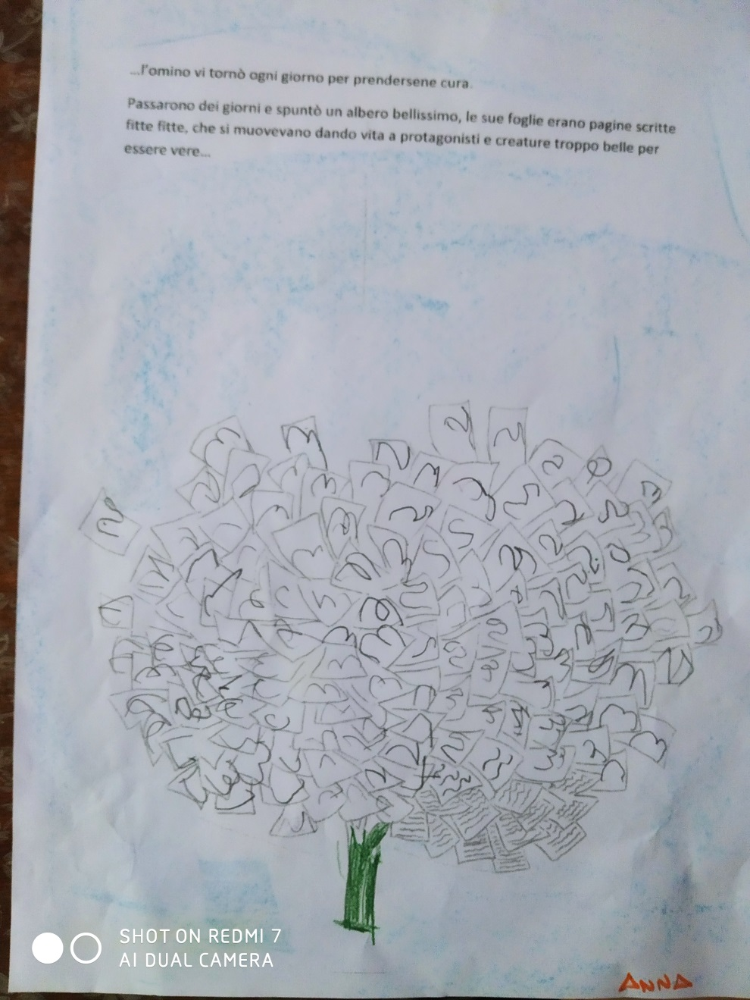 ...l'omino vi tornò ogni giorno per prendersene cura.
Passarono dei giorni e spuntò un albero bellissimo, le sue foglie erano pagine scritte
fitte fitte, che si muovevano dando vita a protagonisti e creature troppo belle per
essere vere...
SHOT ON REDMI 7
AI DUAL CAMERA
ANNA